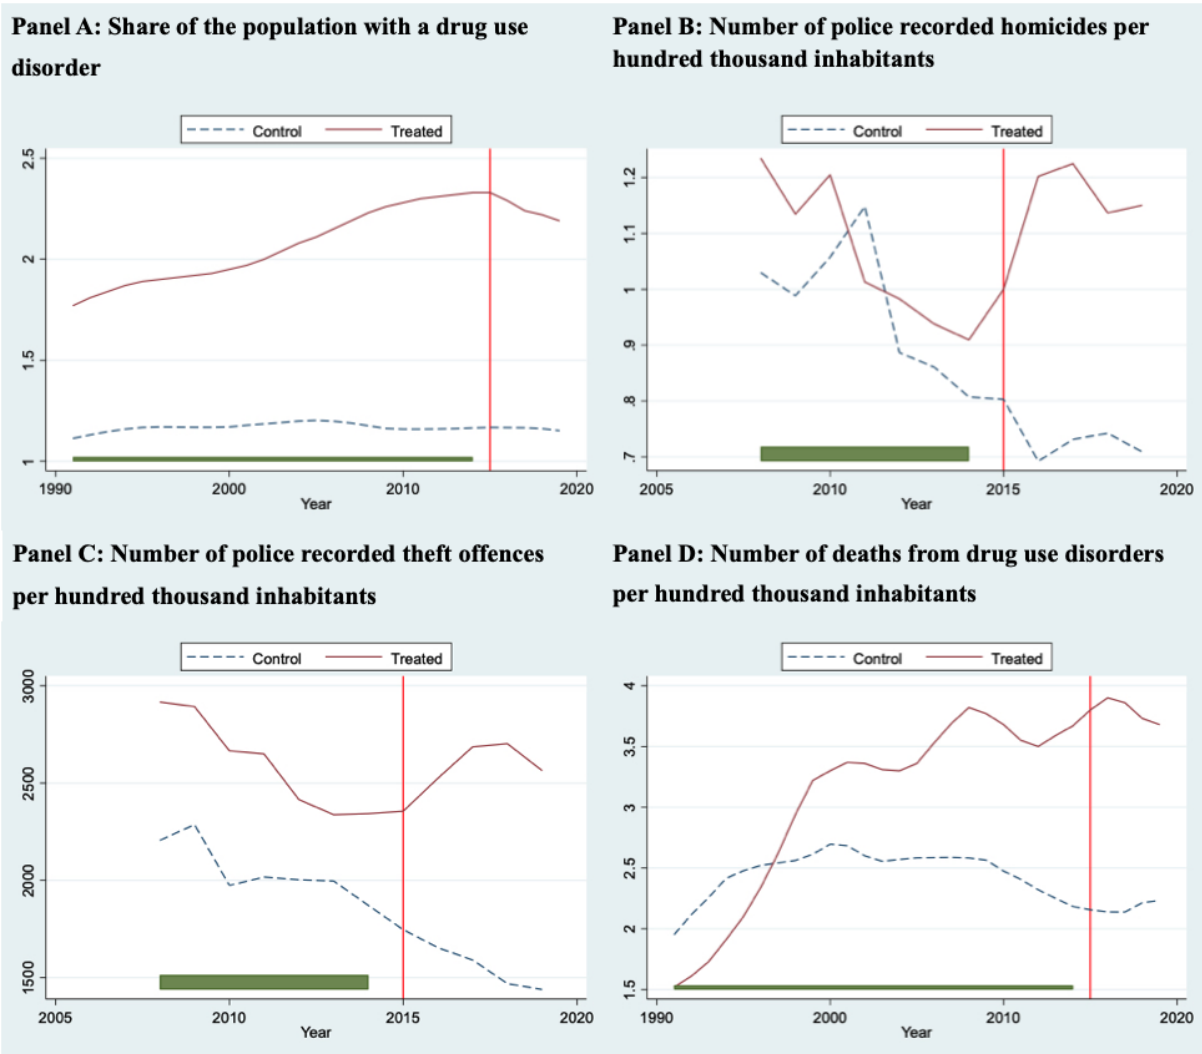 Panel A: Share of the population with a drug use
disorder
Control Treated
2.5
2
1.5
1
1990 2000 2010 2020
Year
Panel B: Number of police recorded homicides per
hundred thousand inhabitants
Control Treated
1.2
1.1
1
.9
.8
.7
2005 2010 2015 2020
Year
Panel C: Number of police recorded theft offences
per hundred thousand inhabitants
Control Treated
3000
2500
2000
1500
2005 2010 2015 2020
Year
Panel D: Number of deaths from drug use disorders
per hundred thousand inhabitants
Control Treated
4
3.5
3
2.5
2
1.5
1990 2000 2010 2020
Year